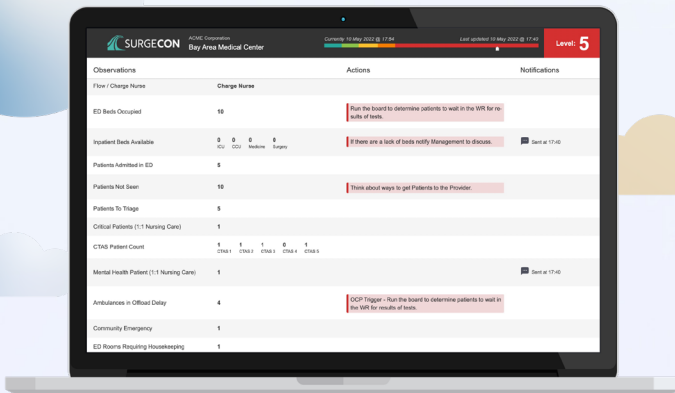 SURGECON
ACME Corporation
Bay Area Medical Center
Currently 10 May 2022 @ 17:54
Last updated 10 May 2022 @ 17:40
Level: 5
Observations
Actions
Notifications
Flow / Charge Nurse
Charge Nurse
ED Beds Occupied
10
Run the board to determine patients to wait in the WR for re-
sults of tests.
Inpatient Beds Available
0 0 0 0
ICU CCU Medicine Surgery
If there are a lack of beds notify Management to discuss.
Sent at 17:40
Patients Admitted in ED
5
Patients Not Seen
10
Think about ways to get Patients to the Provider.
Patients To Triage
5
Critical Patients (1:1 Nursing Care)
1
CTAS Patient Count
1 1 1 0 1
CTAS 1 CTAS 2 CTAS 3 CTAS 4 CTAS 5
Mental Health Patient (1:1 Nursing Care)
1
Sent at 17:40
Ambulances in Offload Delay
4
OCP Trigger - Run the board to determine patients to wait in
the WR for results of tests.
Community Emergency
1
ED Rooms Requiring Housekeeping
1